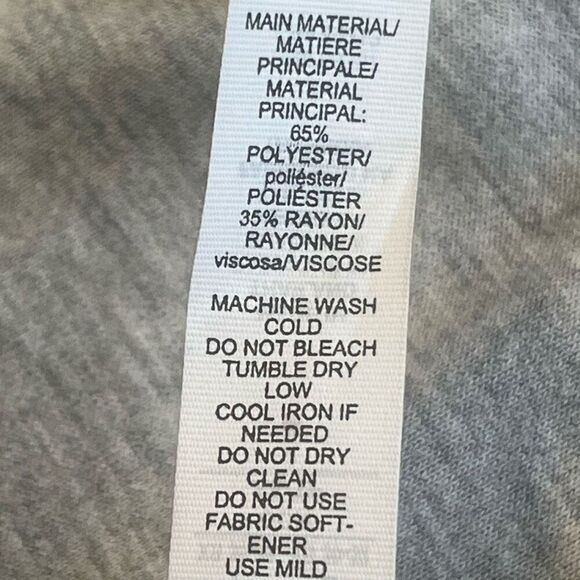 MAIN MATERIAL/
MATIERE
PRINCIPALE/
MATERIAL
PRINCIPAL:
65%
POLYESTER/
poliéster/
POLIÉSTER
35% RAYON/
RAYONNE/
viscosa/VISCOSE
MACHINE WASH
COLD
DO NOT BLEACH
TUMBLE DRY
LOW
COOL IRON IF
NEEDED
DO NOT DRY
CLEAN
DO NOT USE
FABRIC SOFT-
ENER
USE MILD